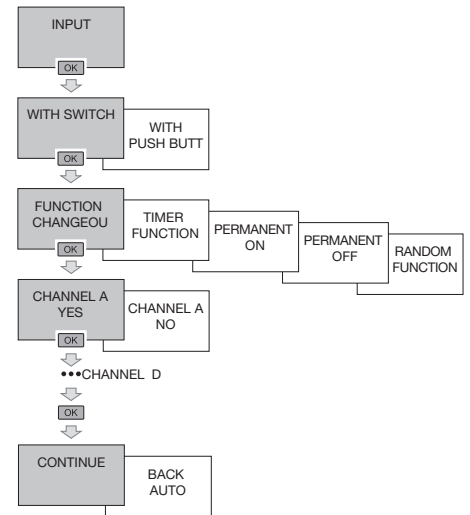 INPUT
OK
WITH SWITCH
WITH
PUSH BUTT
OK
FUNCTION
CHANGEOU
TIMER
FUNCTION
PERMANENT
ON
PERMANENT
OFF
RANDOM
FUNCTION
OK
CHANNEL A
YES
CHANNEL A
NO
OK
•••CHANNEL D
OK
CONTINUE
BACK
AUTO